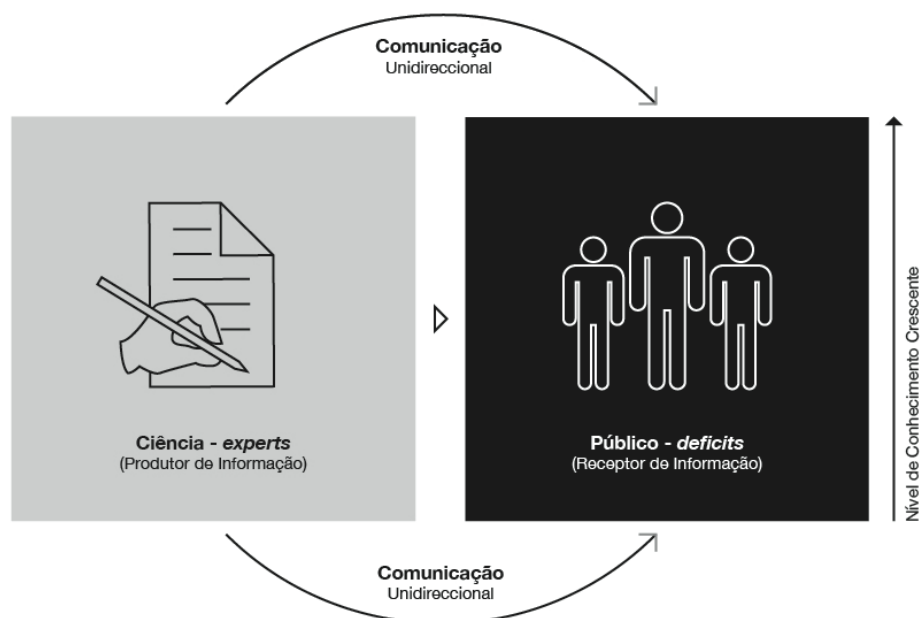 Comunicação
Unidireccional
Ciência - experts
(Produtor de Informação)
Público - deficits
(Receptor de Informação)
Nível de Conhecimento Crescente
Comunicação
Unidireccional